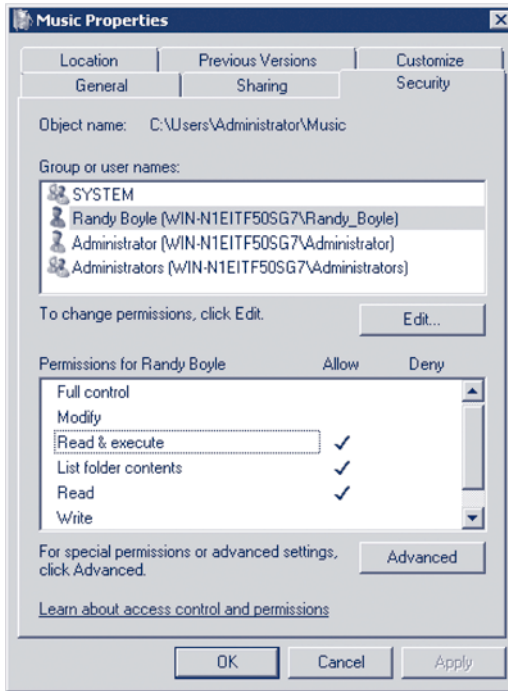 Music Properties
Location Previous Versions Customize
General Sharing Security
Object name: C:\Users\Administrator\Music
Group or user names:
SYSTEM
Randy Boyle (WIN-N1EITF50SG7\Randy_Boyle)
Administrator (WIN-N1EITF50SG7\Administrator)
Administrators (WIN-N1EITF50SG7\Administrators)
To change permissions, click Edit. Edit...
Permissions for Randy Boyle Allow Deny
Full control
Modify
Read & execute
List folder contents
Read
Write
For special permissions or advanced settings,
click Advanced. Advanced
Learn about access control and permissions
OK Cancel Apply